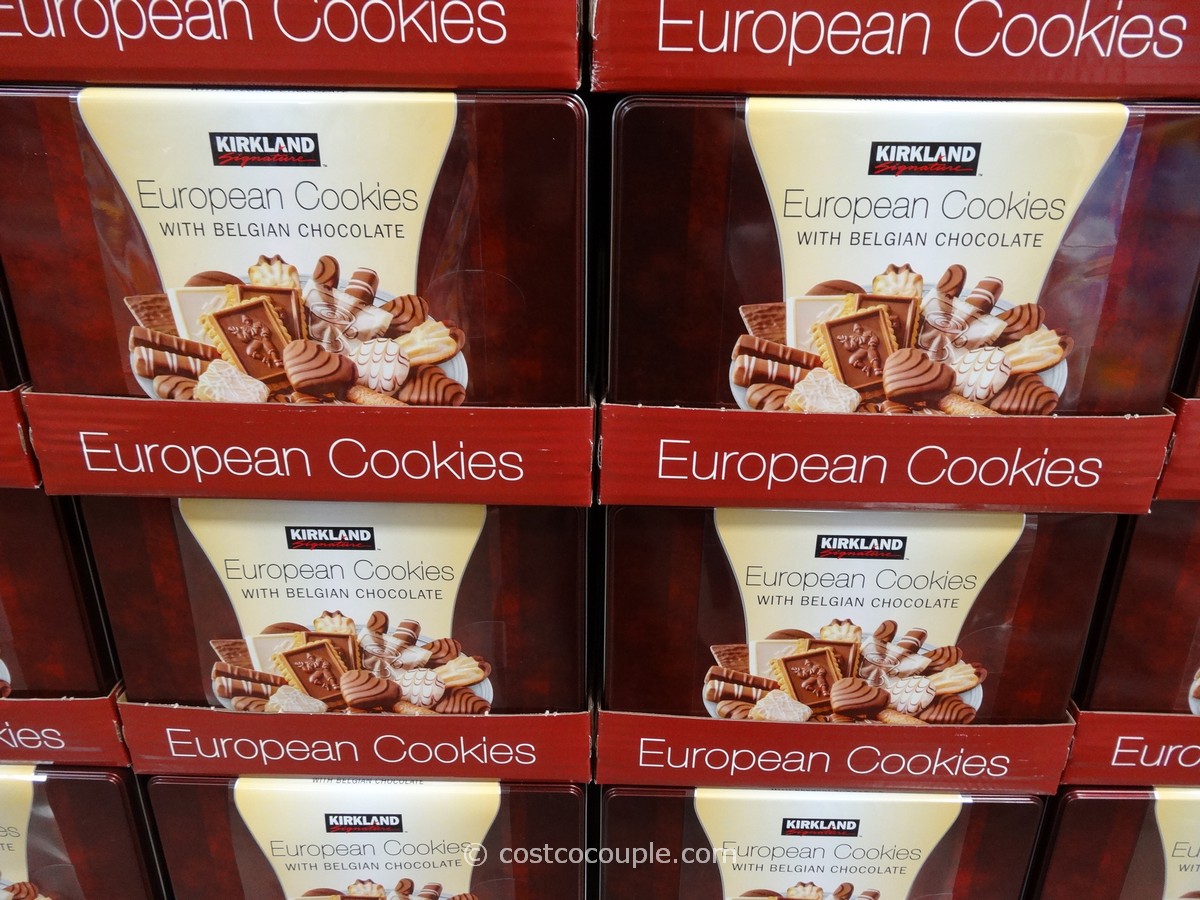 European Cookies
European Cookies
KIRKLAND
Signature
European Cookies
WITH BELGIAN CHOCOLATE
KIRKLAND
Signature
European Cookies
WITH BELGIAN CHOCOLATE
European Cookies
European Cookies
KIRKLAND
Signature
European Cookies
WITH BELGIAN CHOCOLATE
KIRKLAND
Signature
European Cookies
WITH BELGIAN CHOCOLATE
kies
European Cookies
European Cookies
Euro
WITH BELGIAN CHOCOLATE
KIRKLAND
Signature
European Cookies
WITH BELGIAN CHOCOLATE
KIRKLAND
Signature
European Cookies
WITH BELGIAN CHOCOLATE
© costcocouple.com